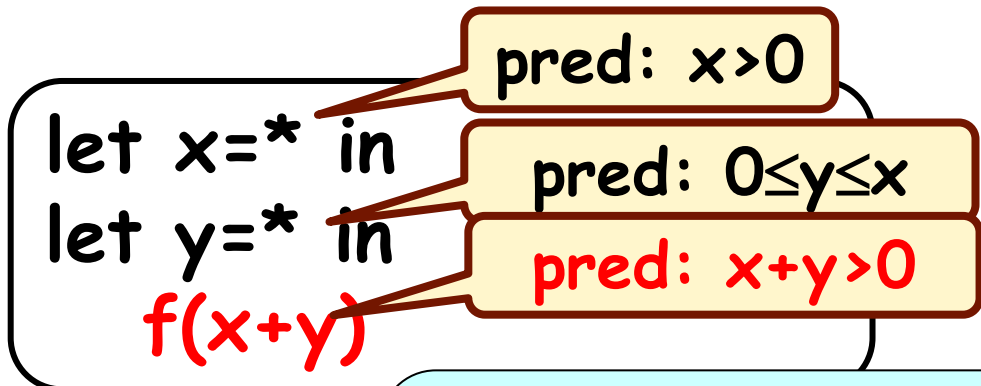 pred: x>0
let x=* in
pred: 0≤y≤x
let y=* in
pred: x+y>0
f(x+y)